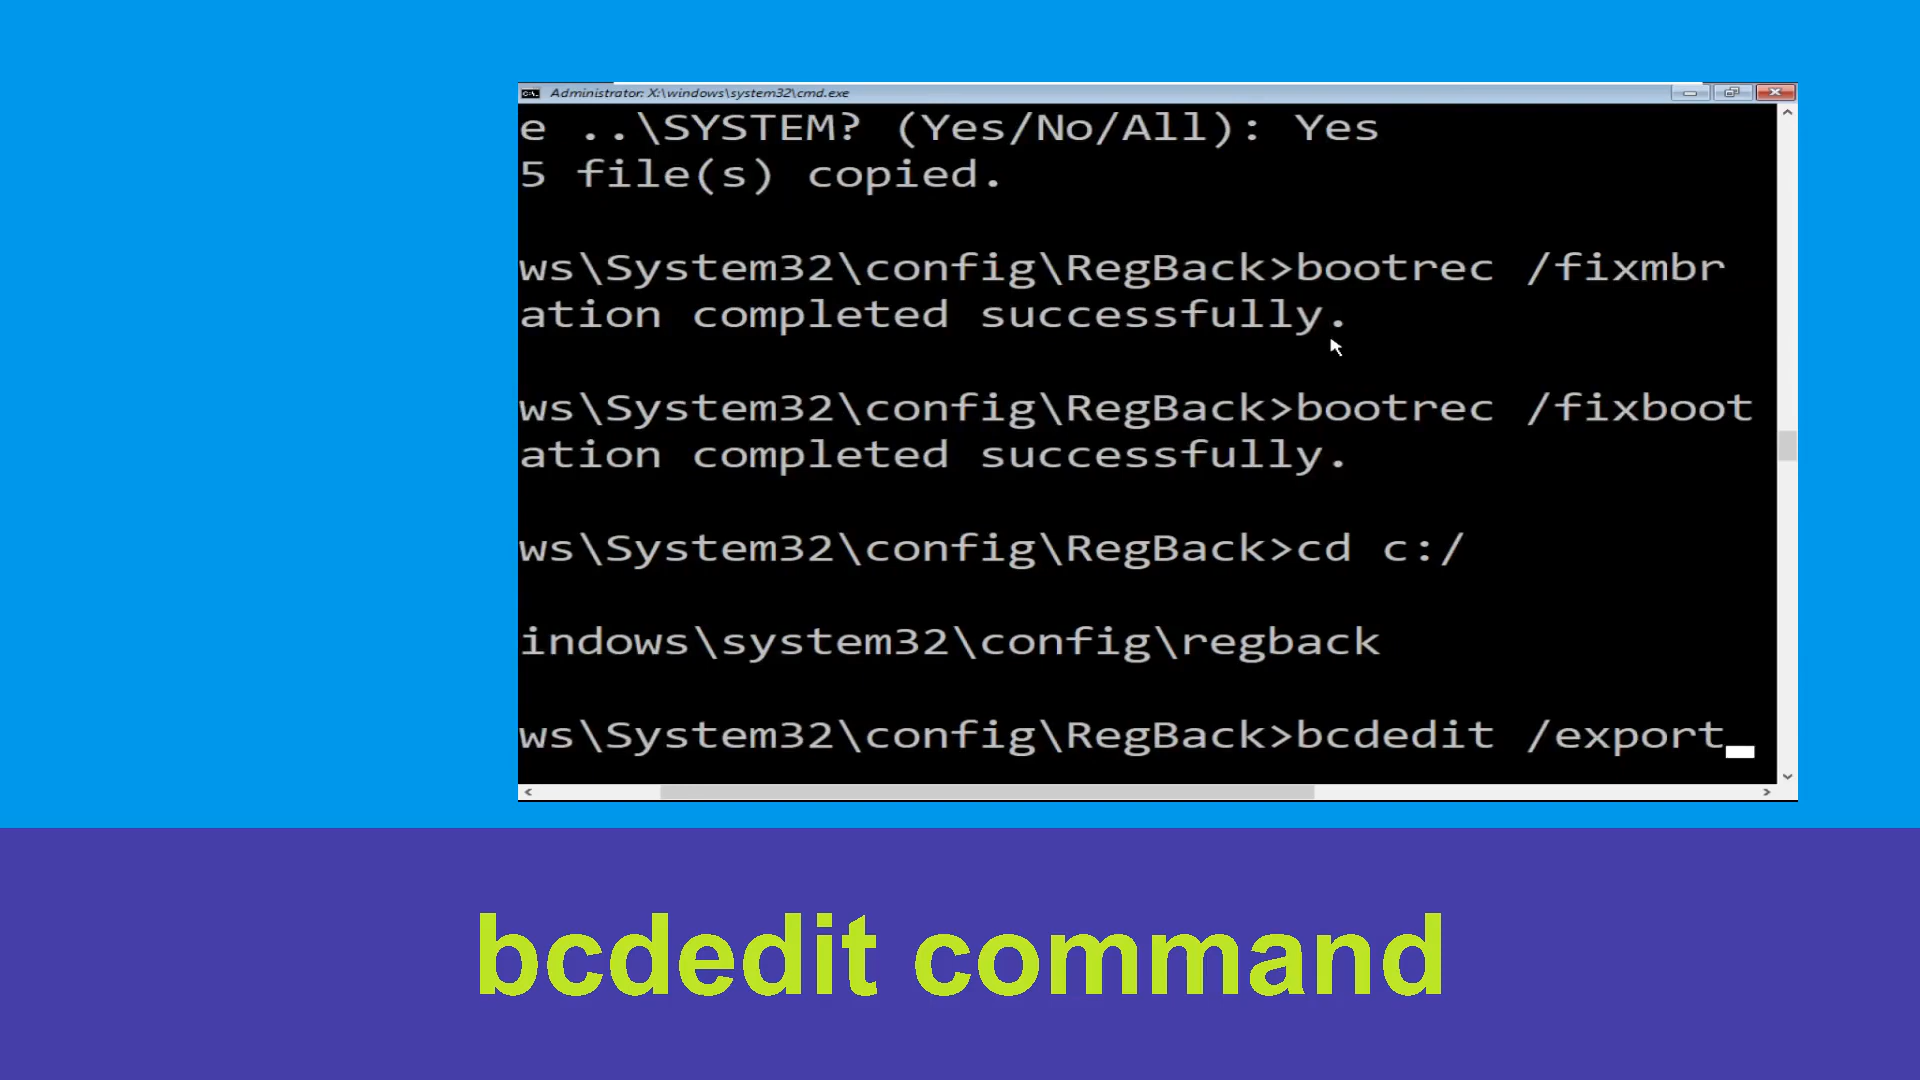 Administrator: X:\windows\system32\cmd.exe
e ..\SYSTEM? (Yes/No/All): Yes
5 file(s) copied.
ws\System32\config\RegBack>bootrec /fixmbr
ation completed successfully.
ws\System32\config\RegBack>bootrec /fixboot
ation completed successfully.
ws\System32\config\RegBack>cd c:/
indows\system32\config\regback
ws\System32\config\RegBack>bcdedit /export
bcdedit command